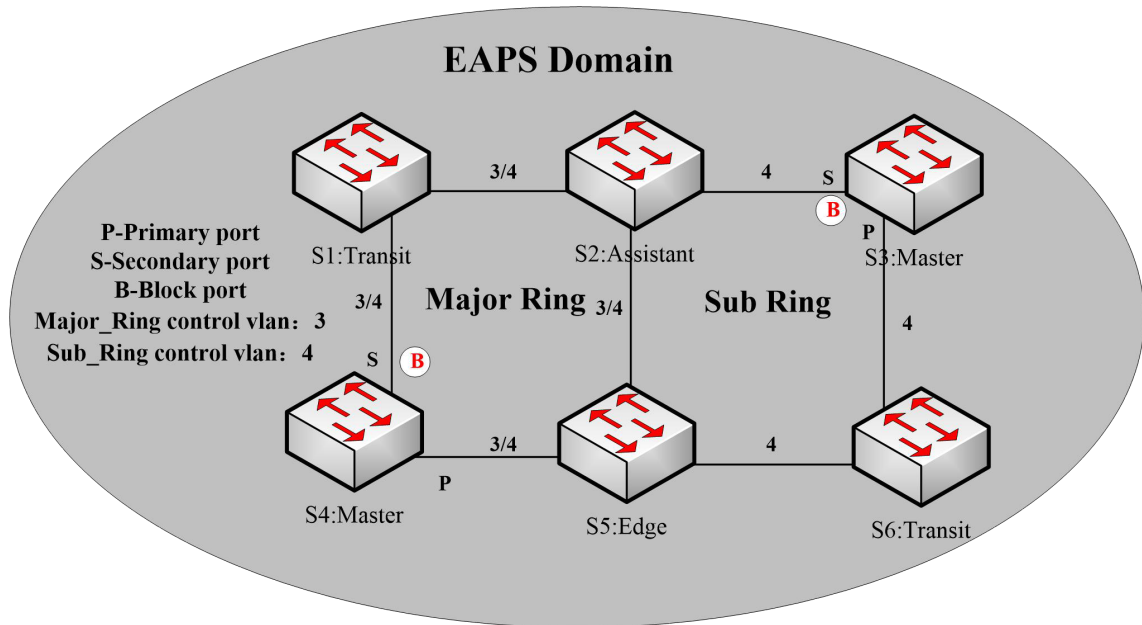 EAPS Domain
3/4
4
S
B
P
S1:Transit
S2:Assistant
S3:Master
P-Primary port
S-Secondary port
B-Block port
Major_Ring control vlan：3
Sub_Ring control vlan：4
3/4
Major Ring
3/4
Sub Ring
4
S
B
3/4
P
4
S4:Master
S5:Edge
S6:Transit